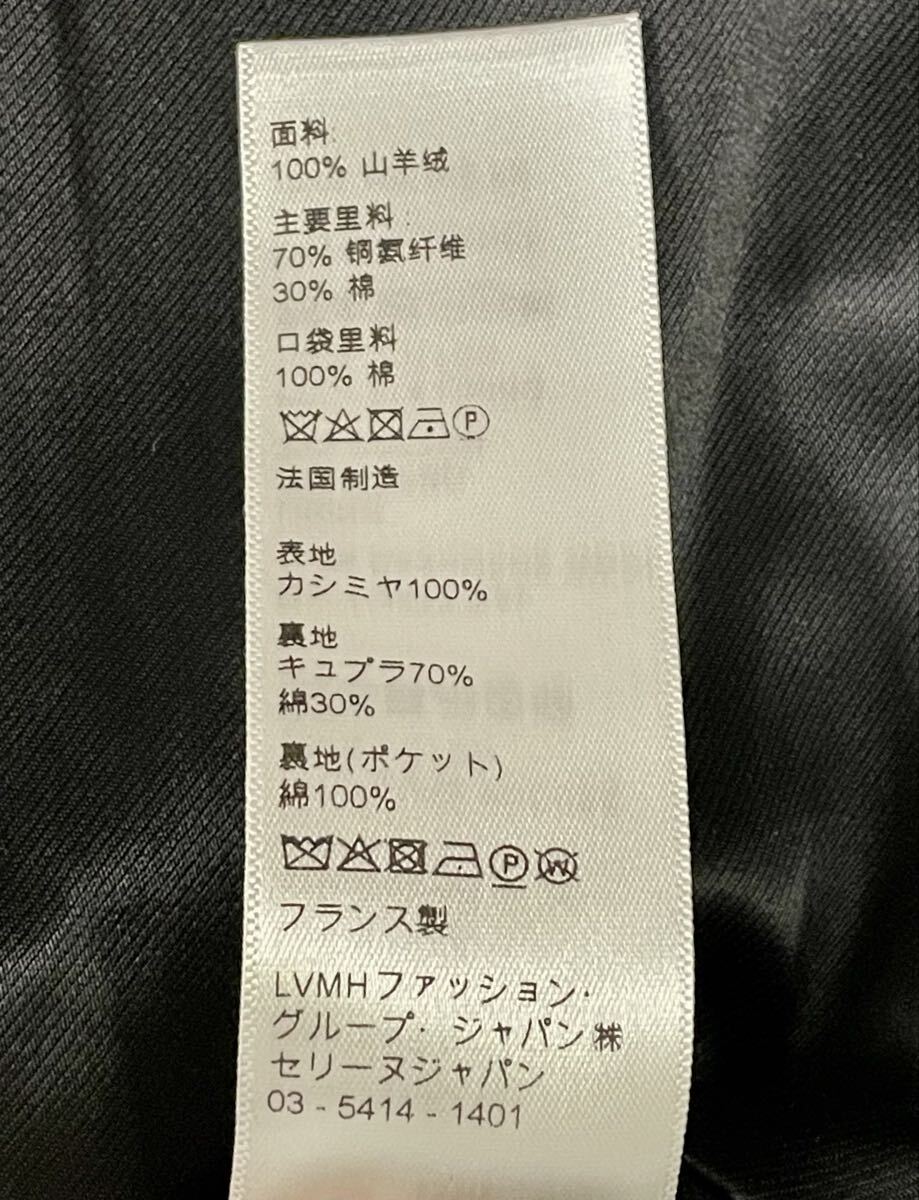 面料
100% 山羊绒
主要里料:
70% 铜氨纤维
30% 棉
口袋里料
100% 棉
P
法国制造
表地
カシミヤ100%
裏地
キュプラ70%
綿30%
裏地(ポケット)
綿100%
P W
フランス製
LVMHファッション・
グループ・ジャパン㈱
セリーヌジャパン
03 - 5414 - 1401